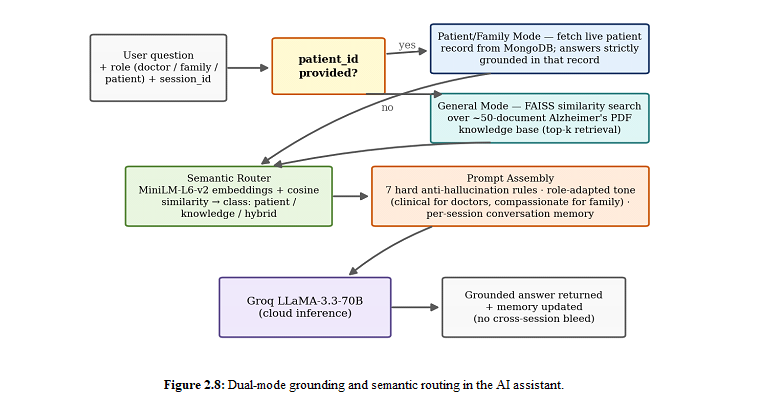 User question
+ role (doctor / family /
patient) + session_id
patient_id
provided?
yes
Patient/Family Mode — fetch live patient
record from MongoDB; answers strictly
grounded in that record
no
General Mode — FAISS similarity search
over ~50-document Alzheimer's PDF
knowledge base (top-k retrieval)
Semantic Router
MiniLM-L6-v2 embeddings + cosine
similarity → class: patient /
knowledge / hybrid
Prompt Assembly
7 hard anti-hallucination rules · role-adapted tone
(clinical for doctors, compassionate for family) ·
per-session conversation memory
Groq LLaMA-3.3-70B
(cloud inference)
Grounded answer returned
+ memory updated
(no cross-session bleed)
Figure 2.8: Dual-mode grounding and semantic routing in the AI assistant.